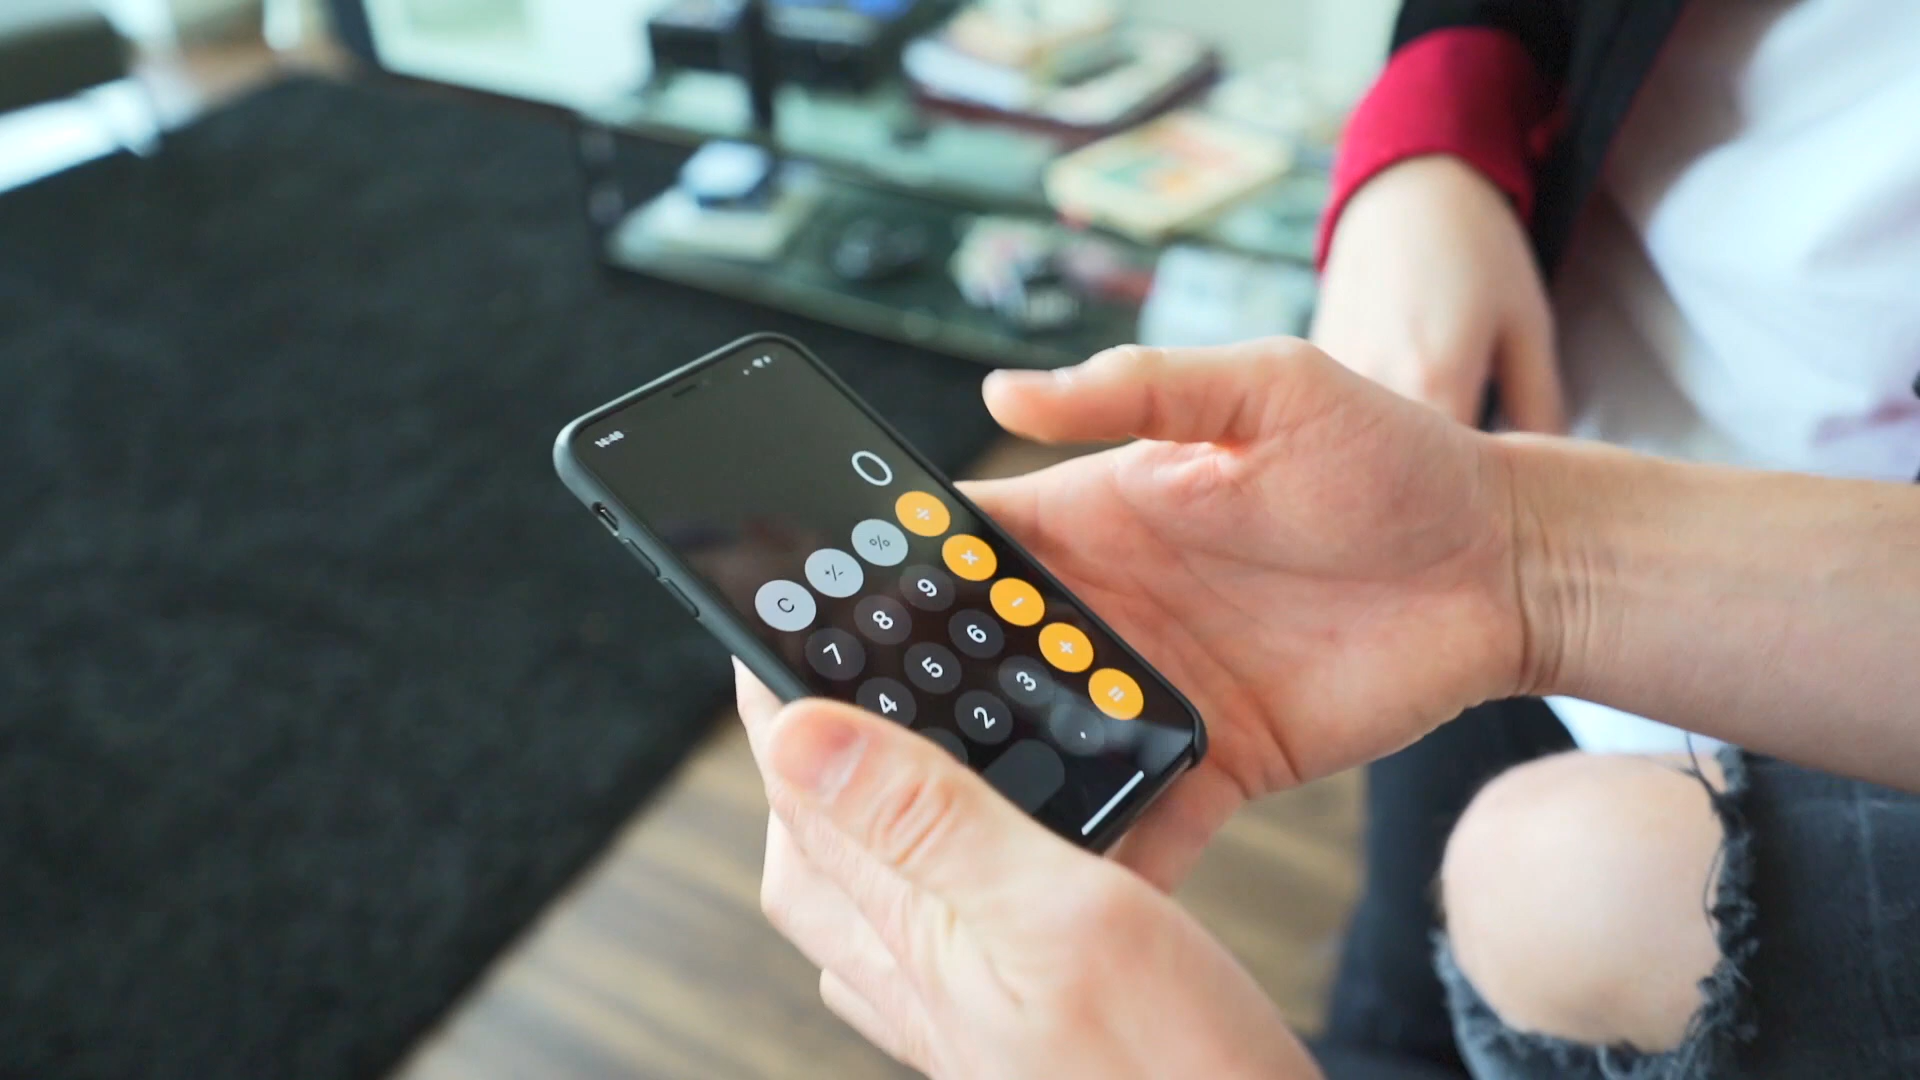 0
C +/- % ÷
7 8 9 ×
4 5 6 −
2 3 +
. =